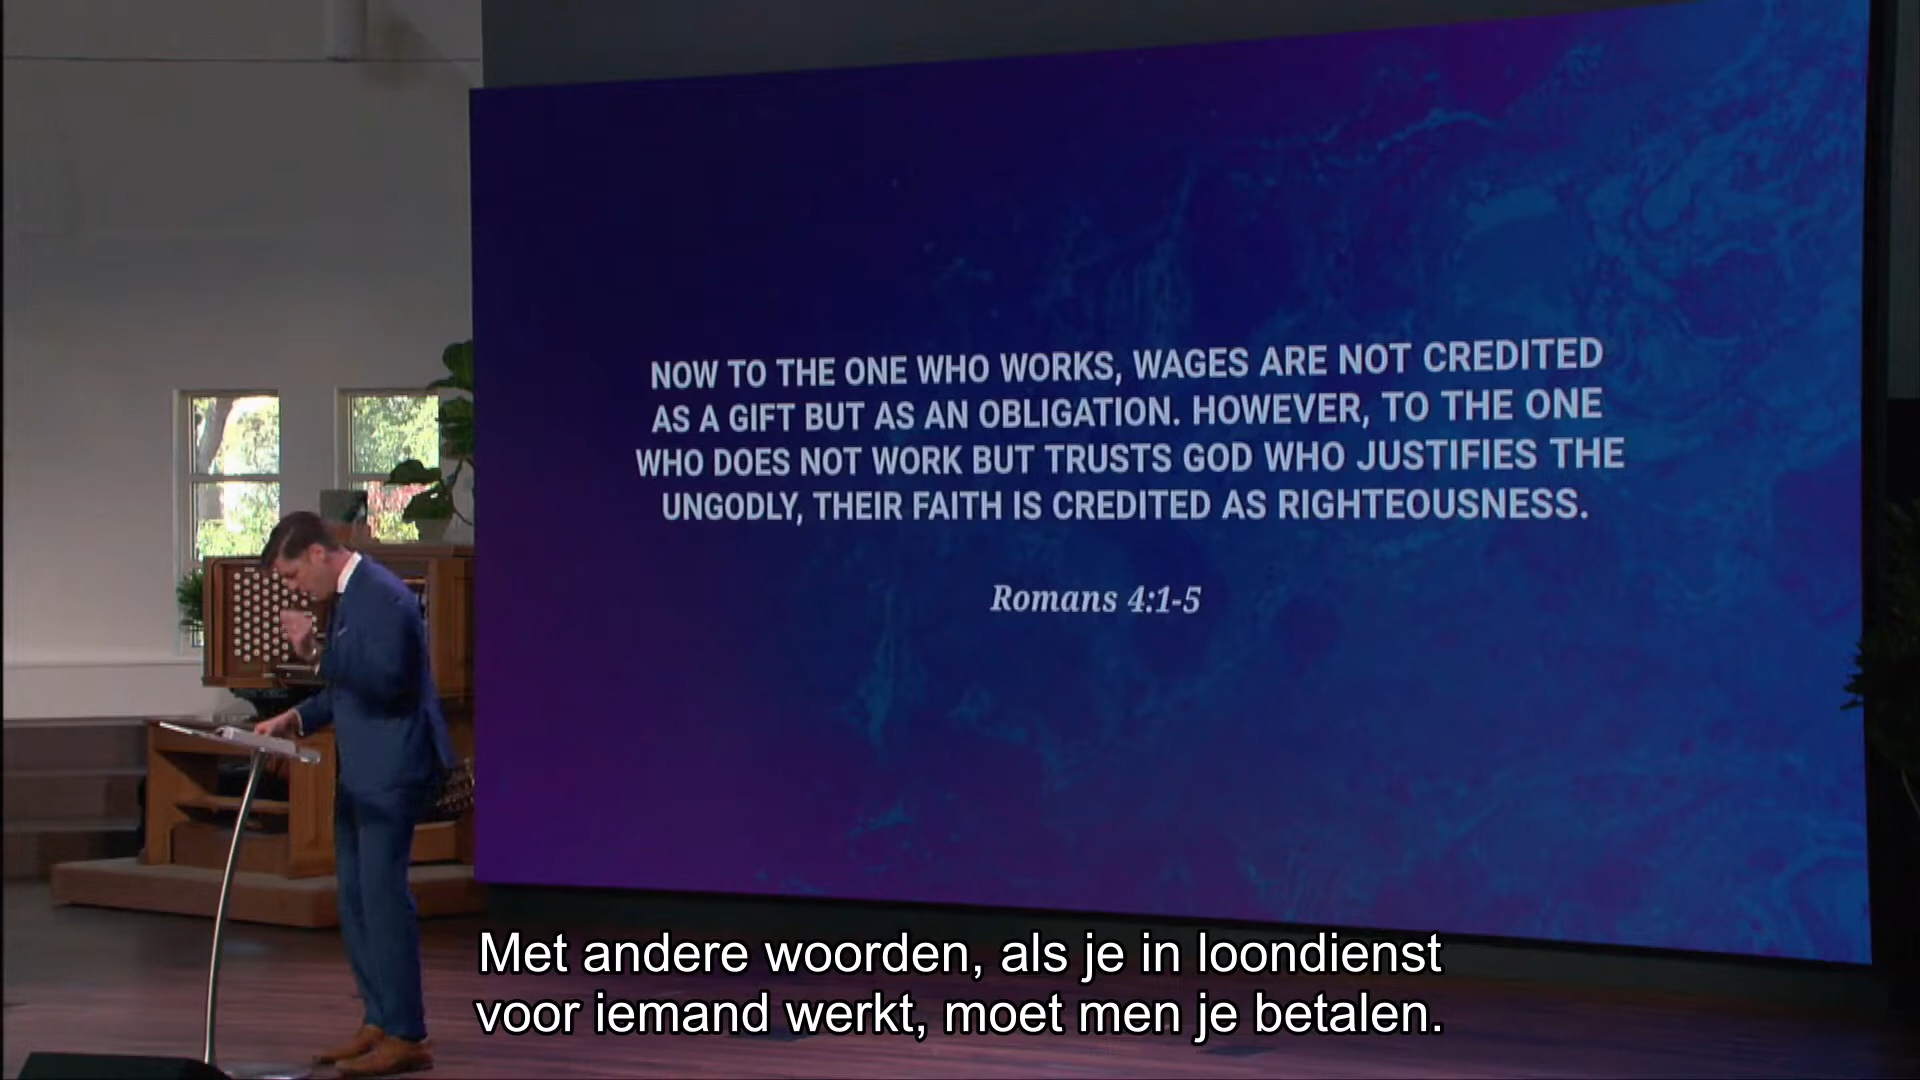 NOW TO THE ONE WHO WORKS, WAGES ARE NOT CREDITED
AS A GIFT BUT AS AN OBLIGATION. HOWEVER, TO THE ONE
WHO DOES NOT WORK BUT TRUSTS GOD WHO JUSTIFIES THE
UNGODLY, THEIR FAITH IS CREDITED AS RIGHTEOUSNESS.
Romans 4:1-5
Met andere woorden, als je in loondienst
voor iemand werkt, moet men je betalen.